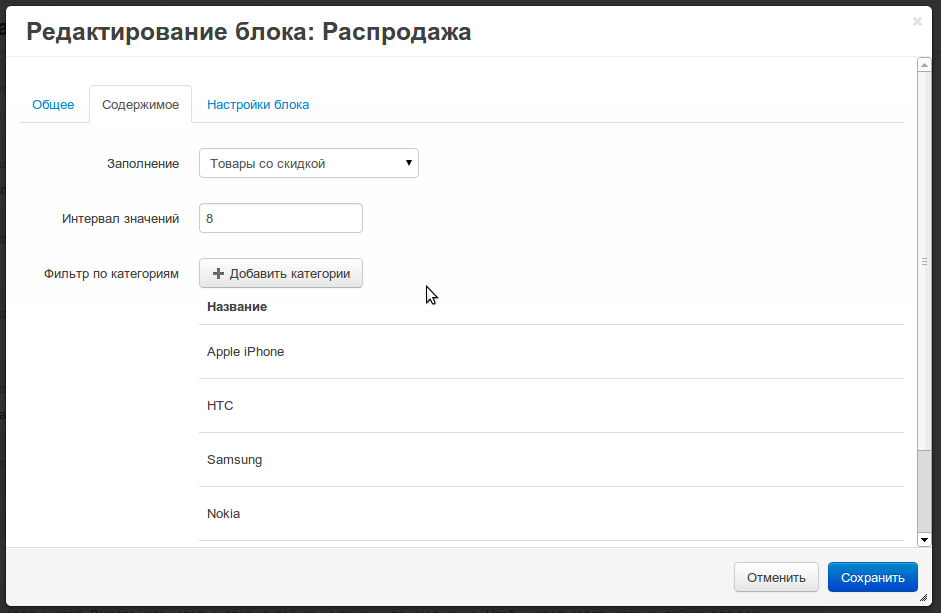 Редактирование блока: Распродажа
×
Общее Содержимое Настройки блока
Заполнение Товары со скидкой
Интервал значений 8
Фильтр по категориям Добавить категории
Название
Apple iPhone
HTC
Samsung
Nokia
Отменить Сохранить